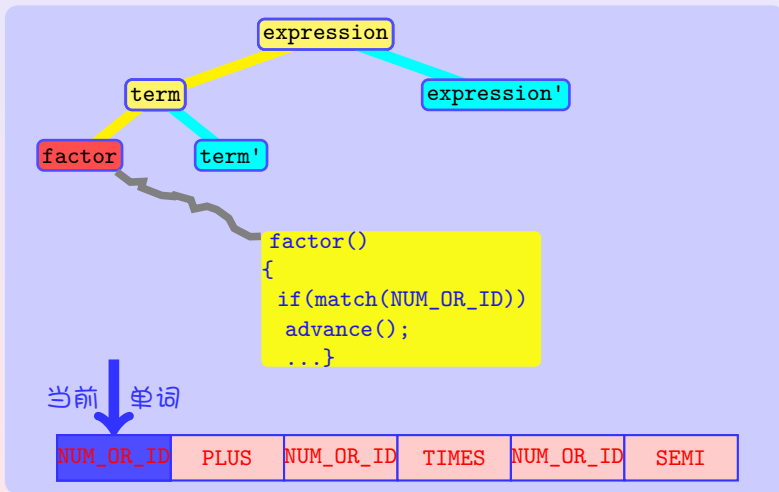 expression
term expression'
factor term'
factor()
{
if(match(NUM_OR_ID))
advance();
...}
当前 单词
NUM_OR_ID PLUS NUM_OR_ID TIMES NUM_OR_ID SEMI